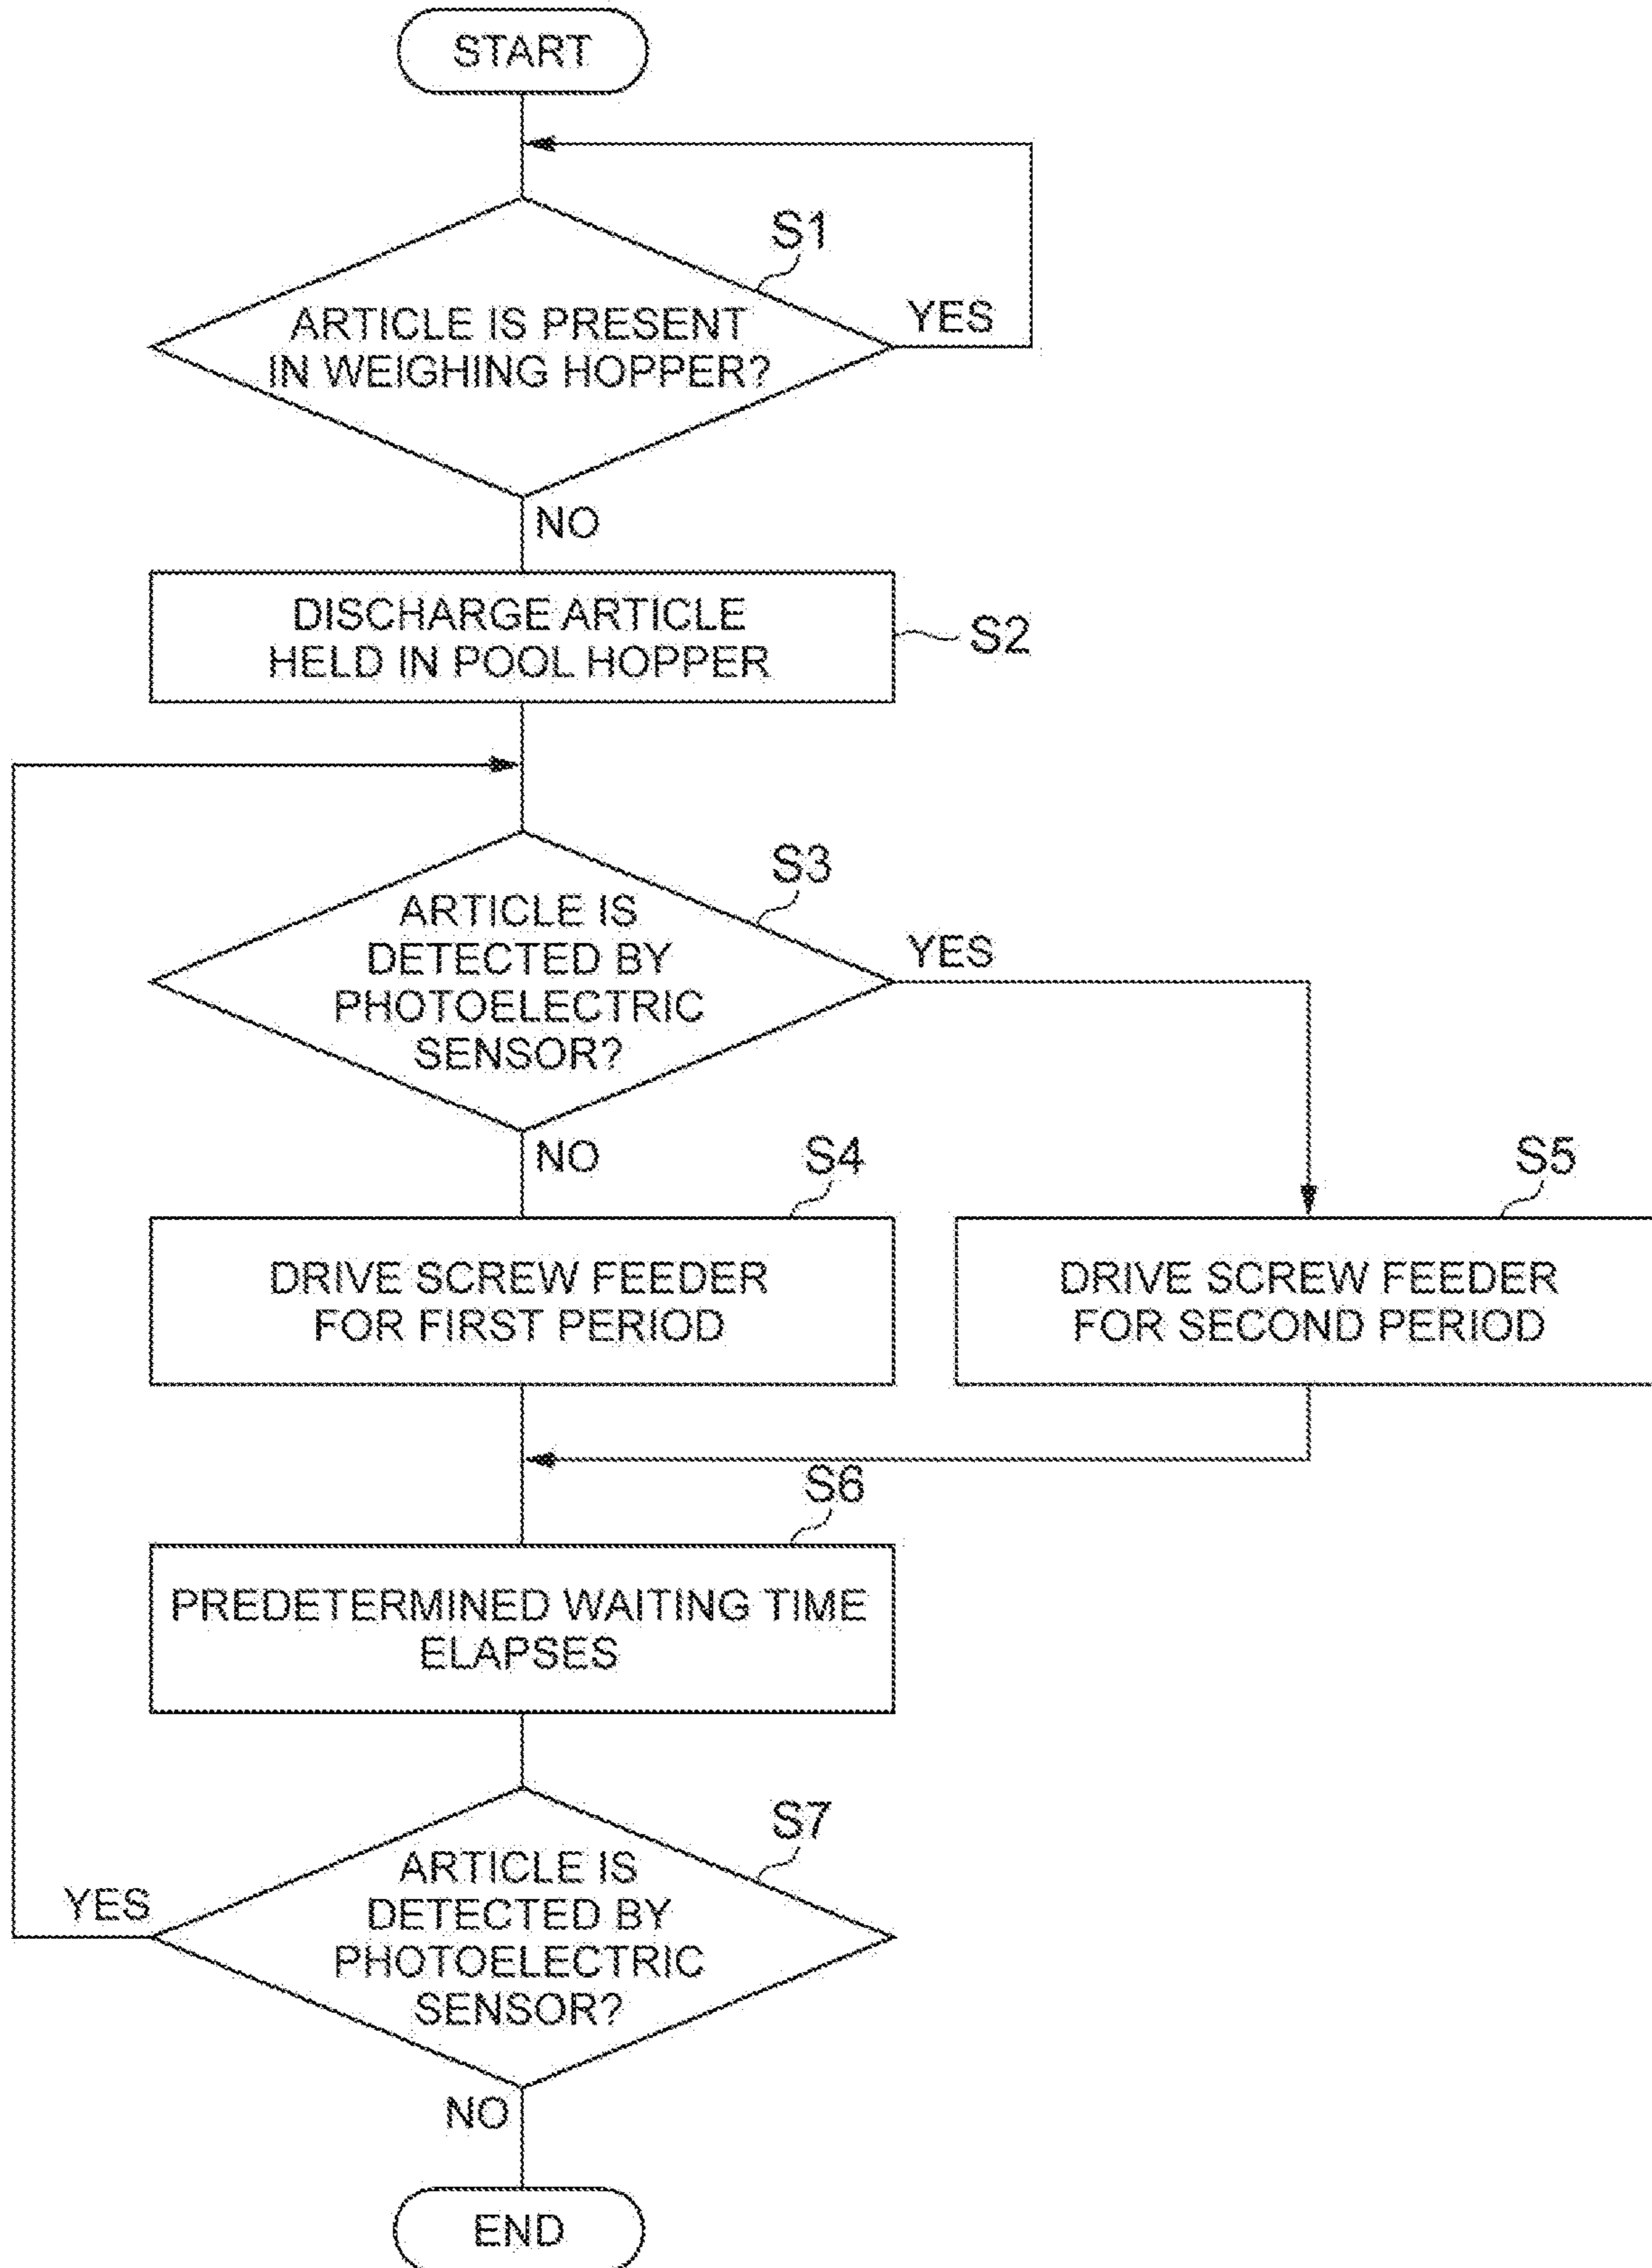 START
S1
ARTICLE IS PRESENT
IN WEIGHING HOPPER?
YES
NO
DISCHARGE ARTICLE
HELD IN POOL HOPPER
S2
S3
ARTICLE IS
DETECTED BY
PHOTOELECTRIC
SENSOR?
YES
NO
S4
DRIVE SCREW FEEDER
FOR FIRST PERIOD
S5
DRIVE SCREW FEEDER
FOR SECOND PERIOD
S6
PREDETERMINED WAITING TIME
ELAPSES
S7
ARTICLE IS
DETECTED BY
PHOTOELECTRIC
SENSOR?
YES
NO
END